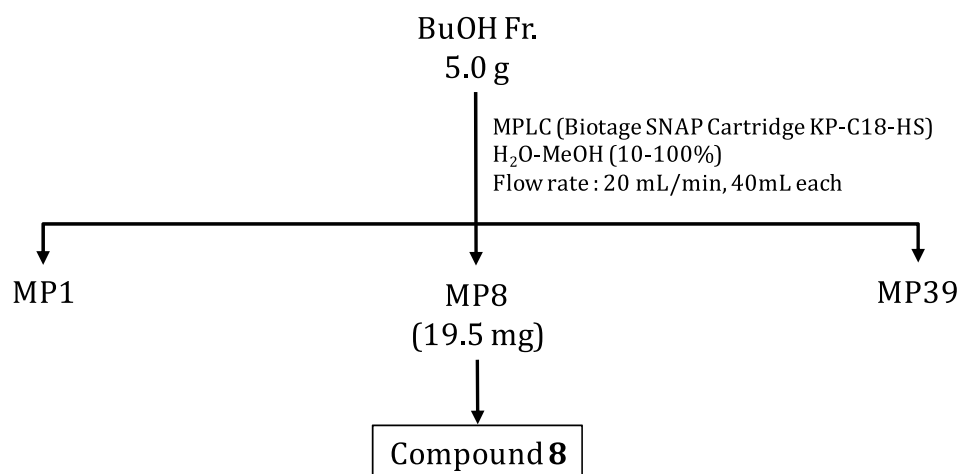 BuOH Fr.
5.0 g
MPLC (Biotage SNAP Cartridge KP-C18-HS)
H₂O-MeOH (10-100%)
Flow rate : 20 mL/min, 40mL each
MP1
MP8
MP39
(19.5 mg)
Compound 8